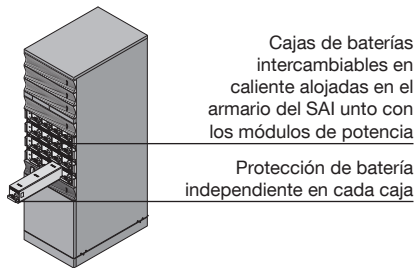 Cajas de baterías
intercambiables en
caliente alojadas en el
armario del SAI unto con
los módulos de potencia
Protección de batería
independiente en cada caja